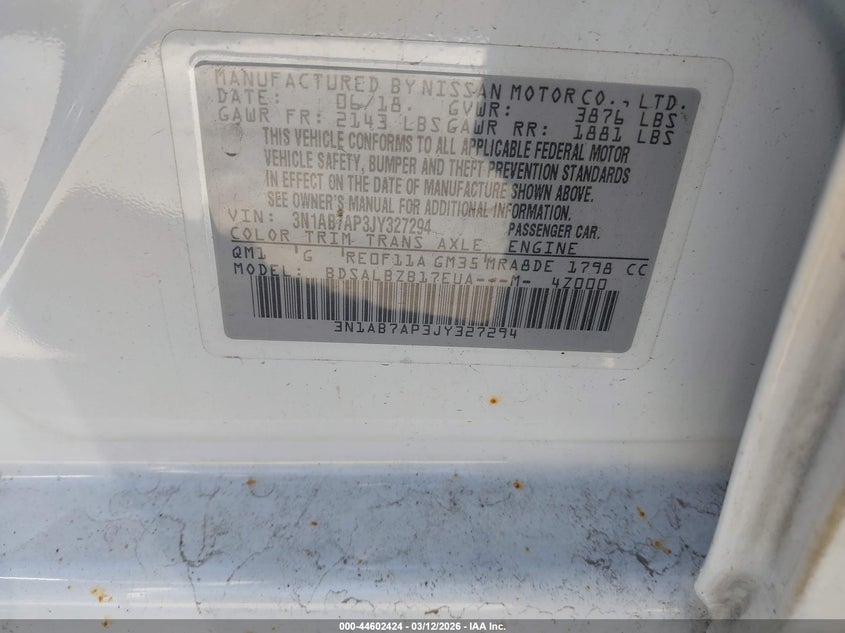 MANUFACTURED BY NISSAN MOTOR CO., LTD.
DATE: 06/18. GVWR: 3876 LBS
GAWR FR: 2143 LBS GAWR RR: 1881 LBS
THIS VEHICLE CONFORMS TO ALL APPLICABLE FEDERAL MOTOR
VEHICLE SAFETY, BUMPER AND THEFT PREVENTION STANDARDS
IN EFFECT ON THE DATE OF MANUFACTURE SHOWN ABOVE.
SEE OWNER'S MANUAL FOR ADDITIONAL INFORMATION.
VIN: 3N1AB7AP3JY327294 PASSENGER CAR.
COLOR TRIM TRANS AXLE ENGINE
QM1 G RE0F11A GM35 MRA8DE 1798 CC
MODEL: BDSALBZB17EUA---M- 4Z000
3N1AB7AP3JY327294
000-44602424 - 03/12/2026 - IAA Inc.